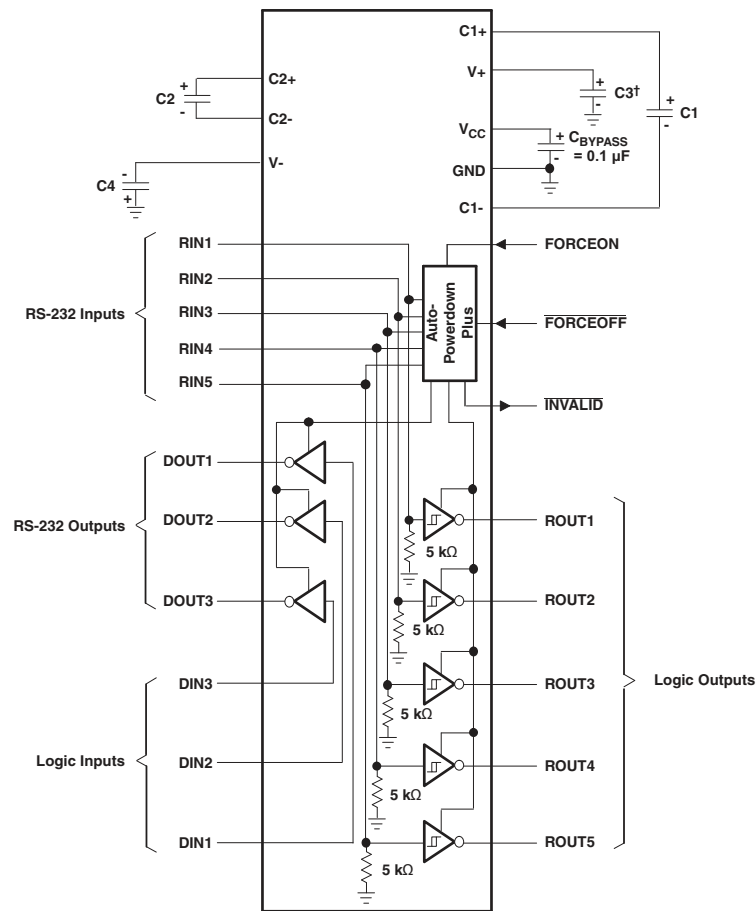 C1+
C2+
V+
C2
+
-
C3†
C1
C2-
VCC
CBYPASS
= 0.1 µF
V-
GND
C4
C1-
RIN1
FORCEON
RIN2
RS-232 Inputs
RIN3
Auto-
Powerdown
Plus
FORCEOFF
RIN4
RIN5
INVALID
DOUT1
RS-232 Outputs
DOUT2
ROUT1
5 kΩ
DOUT3
ROUT2
5 kΩ
DIN3
ROUT3
Logic Outputs
5 kΩ
Logic Inputs
DIN2
ROUT4
5 kΩ
DIN1
ROUT5
5 kΩ